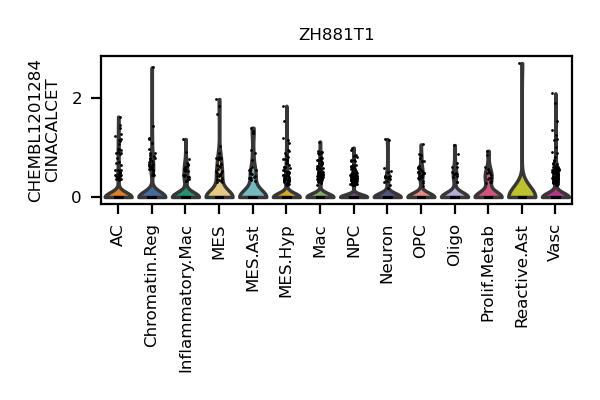 ZH881T1
CHEMBL1201284
CINACALCET
2
0
AC
Chromatin.Reg
Inflammatory.Mac
MES
MES.Ast
MES.Hyp
Mac
NPC
Neuron
OPC
Oligo
Prolif.Metab
Reactive.Ast
Vasc